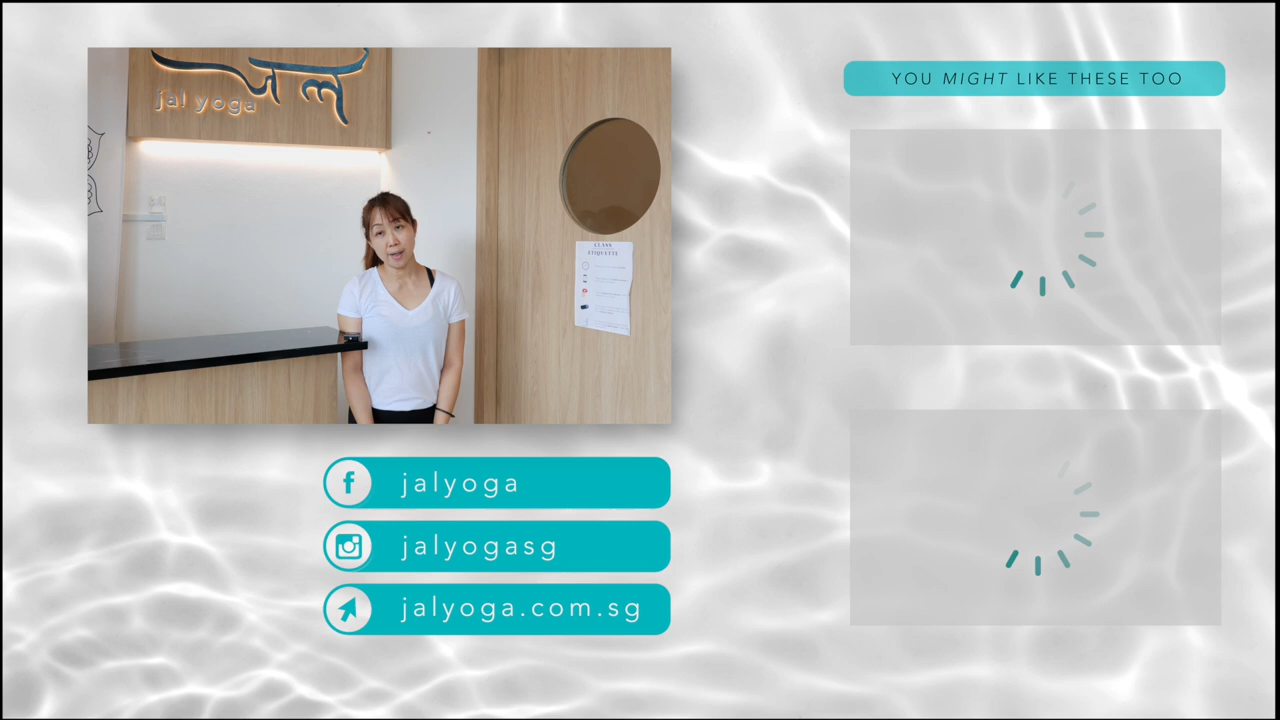 जल
jal yoga
CLASS
ETIQUETTE
jalyoga
jalyogasg
jalyoga.com.sg
YOU MIGHT LIKE THESE TOO